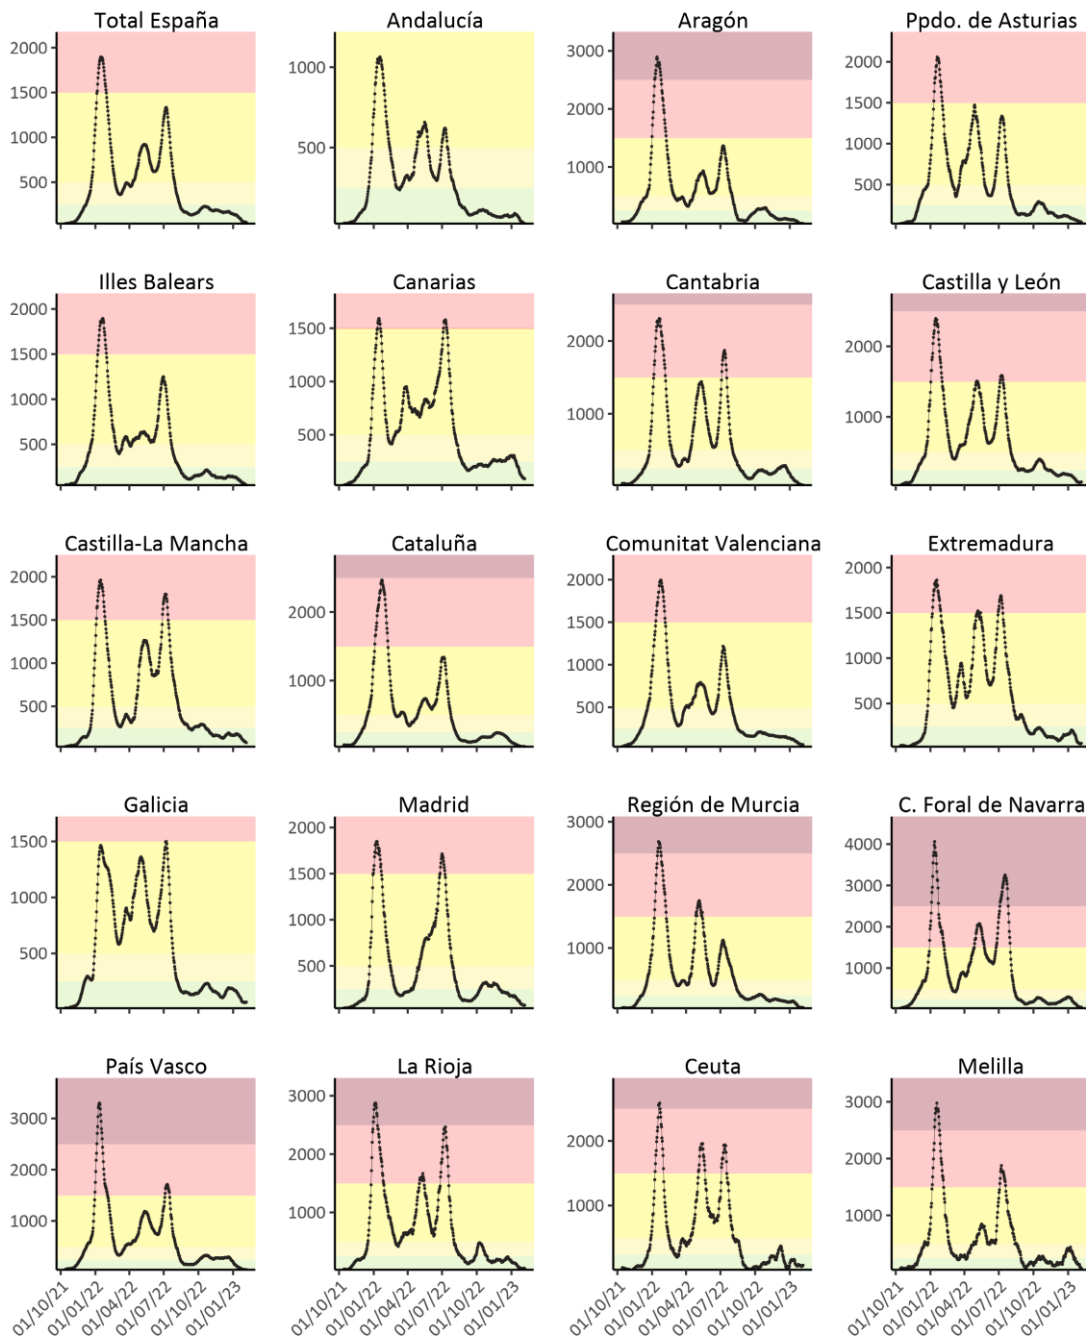 Total España Andalucía Aragón Ppdo. de Asturias
2000 1500 1000 500
1000 500
3000 2000 1000
2000 1500 1000 500
Illes Balears Canarias Cantabria Castilla y León
2000 1500 1000 500
1500 1000 500
2000 1000
2000 1000
Castilla-La Mancha Cataluña Comunitat Valenciana Extremadura
2000 1500 1000 500
2000 1000
2000 1500 1000 500
2000 1500 1000 500
Galicia Madrid Región de Murcia C. Foral de Navarra
1500 1000 500
2000 1500 1000 500
3000 2000 1000
4000 3000 2000 1000
País Vasco La Rioja Ceuta Melilla
3000 2000 1000
3000 2000 1000
2000 1000
3000 2000 1000
01/10/21 01/01/22 01/04/22 01/07/22 01/10/22 01/01/23
01/10/21 01/01/22 01/04/22 01/07/22 01/10/22 01/01/23
01/10/21 01/01/22 01/04/22 01/07/22 01/10/22 01/01/23
01/10/21 01/01/22 01/04/22 01/07/22 01/10/22 01/01/23